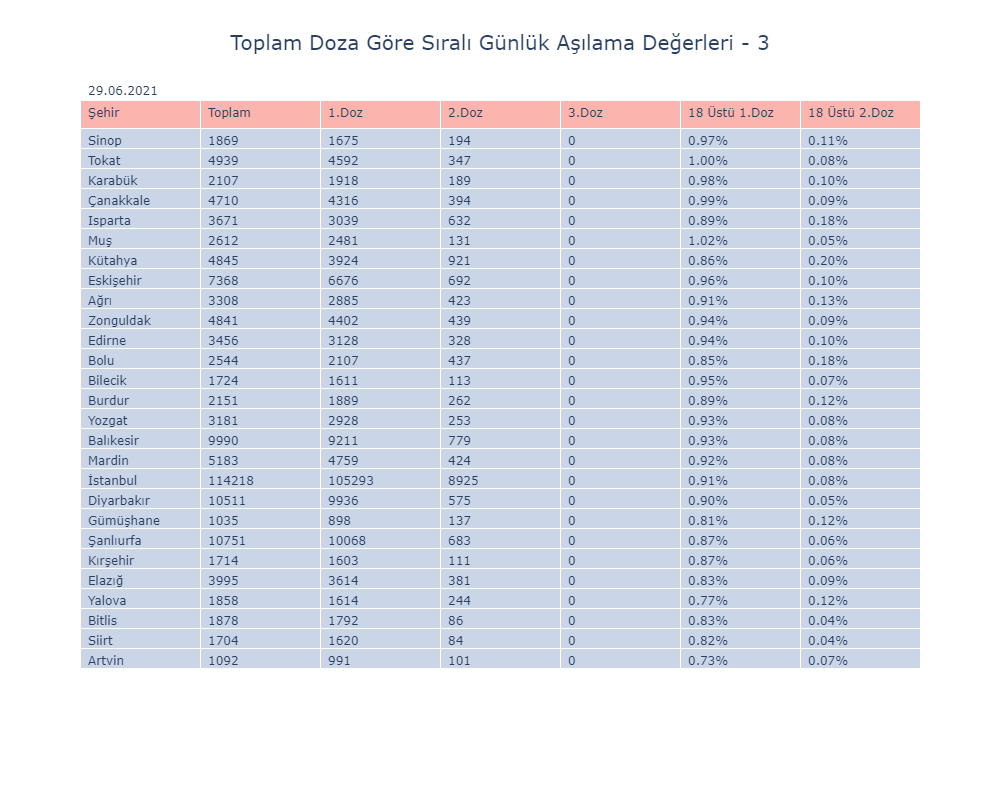 Toplam Doza Göre Sıralı Günlük Aşılama Değerleri - 3
29.06.2021
Şehir Toplam 1.Doz 2.Doz 3.Doz 18 Üstü 1.Doz 18 Üstü 2.Doz
Sinop 1869 1675 194 0 0.97% 0.11%
Tokat 4939 4592 347 0 1.00% 0.08%
Karabük 2107 1918 189 0 0.98% 0.10%
Çanakkale 4710 4316 394 0 0.99% 0.09%
Isparta 3671 3039 632 0 0.89% 0.18%
Muş 2612 2481 131 0 1.02% 0.05%
Kütahya 4845 3924 921 0 0.86% 0.20%
Eskişehir 7368 6676 692 0 0.96% 0.10%
Ağrı 3308 2885 423 0 0.91% 0.13%
Zonguldak 4841 4402 439 0 0.94% 0.09%
Edirne 3456 3128 328 0 0.94% 0.10%
Bolu 2544 2107 437 0 0.85% 0.18%
Bilecik 1724 1611 113 0 0.95% 0.07%
Burdur 2151 1889 262 0 0.89% 0.12%
Yozgat 3181 2928 253 0 0.93% 0.08%
Balıkesir 9990 9211 779 0 0.93% 0.08%
Mardin 5183 4759 424 0 0.92% 0.08%
İstanbul 114218 105293 8925 0 0.91% 0.08%
Diyarbakır 10511 9936 575 0 0.90% 0.05%
Gümüşhane 1035 898 137 0 0.81% 0.12%
Şanlıurfa 10751 10068 683 0 0.87% 0.06%
Kırşehir 1714 1603 111 0 0.87% 0.06%
Elazığ 3995 3614 381 0 0.83% 0.09%
Yalova 1858 1614 244 0 0.77% 0.12%
Bitlis 1878 1792 86 0 0.83% 0.04%
Siirt 1704 1620 84 0 0.82% 0.04%
Artvin 1092 991 101 0 0.73% 0.07%